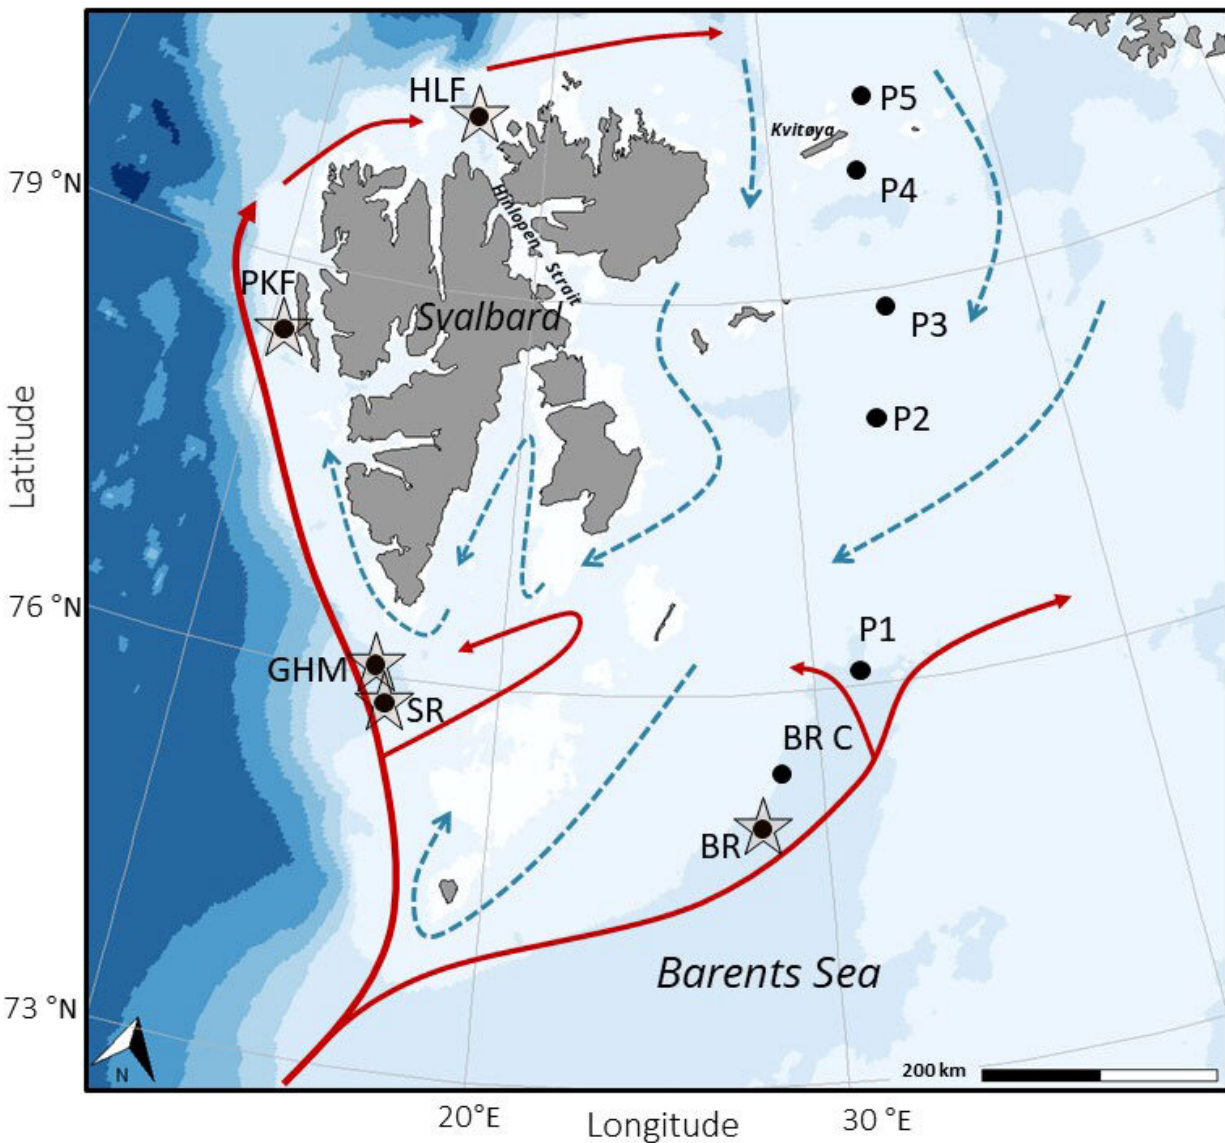 HLF
P5
Kvitøya
79 °N
P4
Hinlopen
Strait
PKF
Svalbard
P3
P2
Latitude
76 °N
P1
GHM
SR
BR C
BR
Barents Sea
73 °N
N
200 km
20°E
Longitude
30 °E